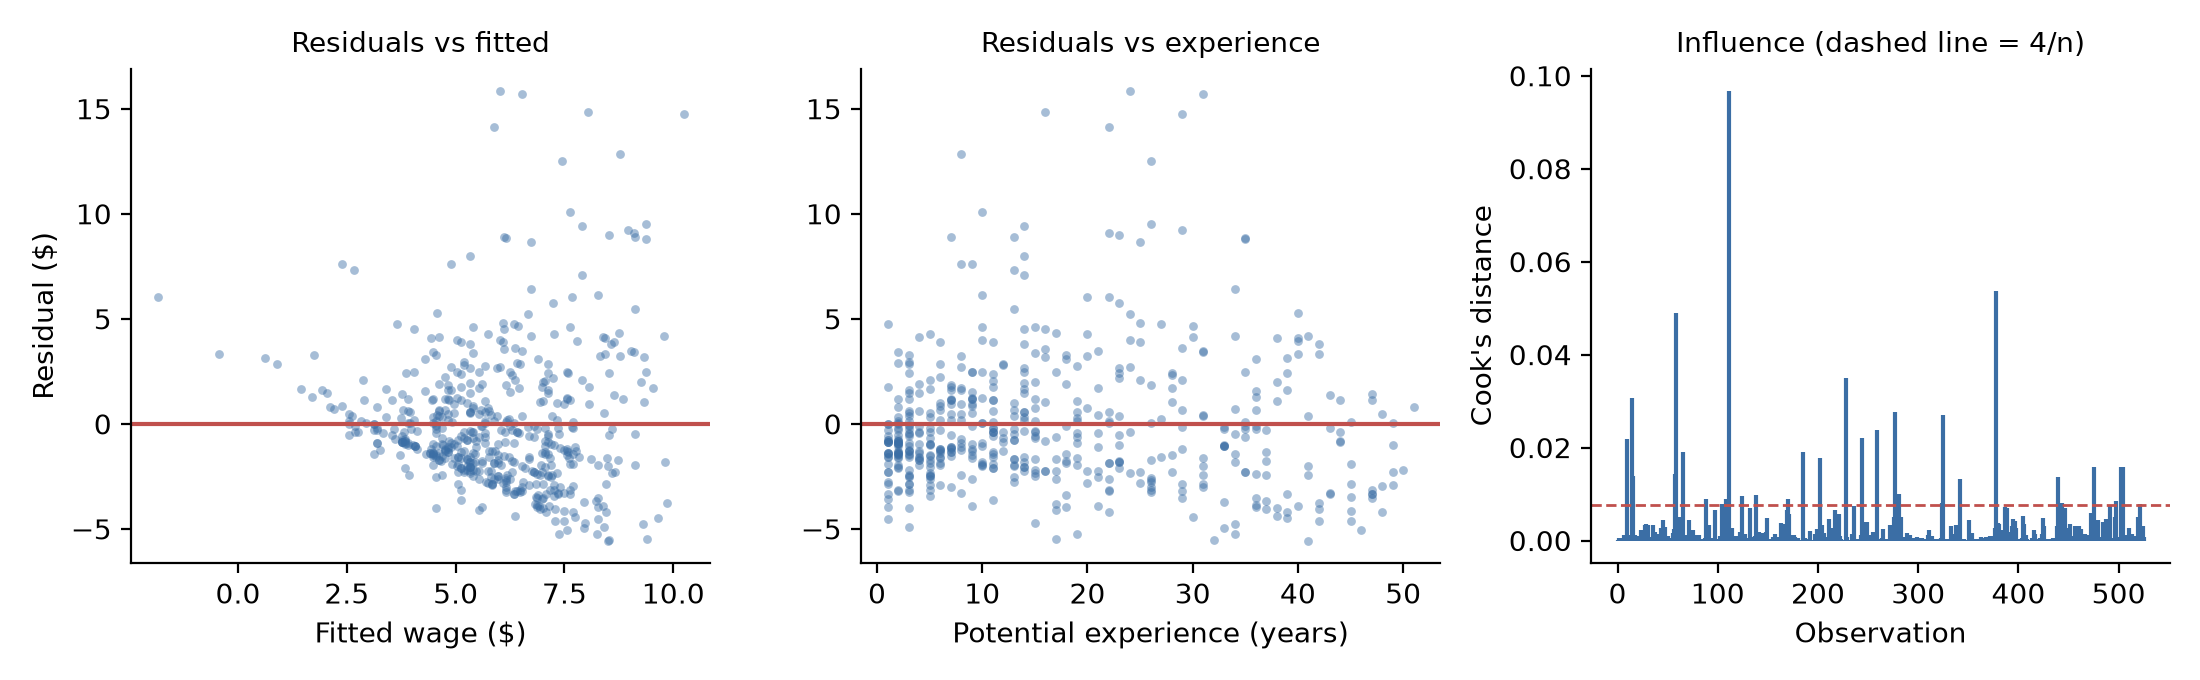 Residuals vs fitted
15
10
5
0
−5
Residual ($)
0.0 2.5 5.0 7.5 10.0
Fitted wage ($)
Residuals vs experience
15
10
5
0
−5
0 10 20 30 40 50
Potential experience (years)
Influence (dashed line = 4/n)
0.10
0.08
0.06
0.04
0.02
0.00
Cook's distance
0 100 200 300 400 500
Observation